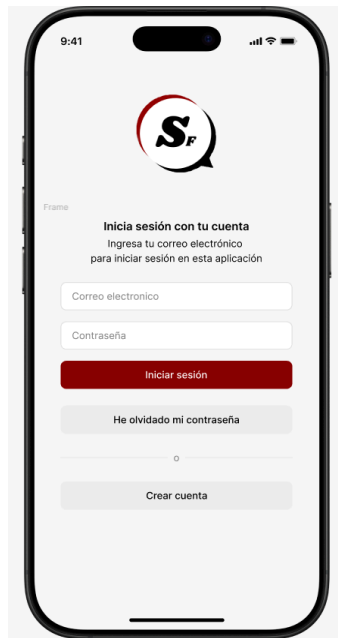 9:41
SF
Frame
Inicia sesión con tu cuenta
Ingresa tu correo electrónico
para iniciar sesión en esta aplicación
Correo electronico
Contraseña
Iniciar sesión
He olvidado mi contraseña
o
Crear cuenta